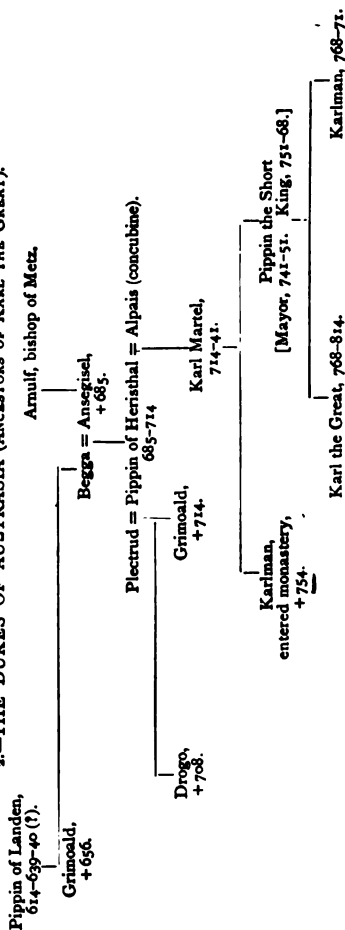 2.—THE DUKES OF AUSTRASIA (ANCESTORS OF KARL THE GREAT).
Pippin of Landen,
614-639-40 (?).
Arnulf, bishop of Metz,
Grimoald,
+656.
Begga = Ansegisel,
+685.
Plectrud = Pippin of Heristhal = Alpais (concubine).
685-714
Drogo,
+708.
Grimoald,
+714.
Karl Martel,
714-41.
Karlman,
entered monastery,
+754.
Pippin the Short
[Mayor, 741-51. King, 751-68.]
Karl the Great, 768-814.
Karlman, 768-71.